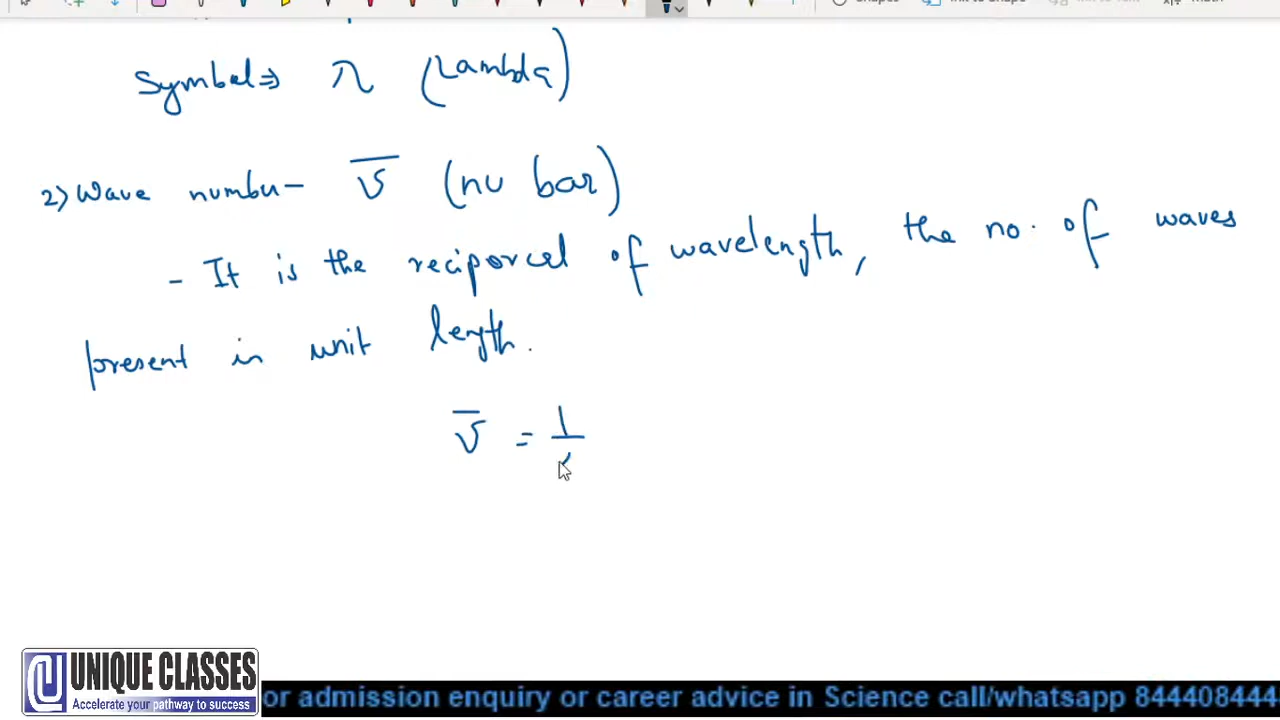 Symbol⇒ λ (Lambda)
2) Wave number- ν̅ (nu bar)
- It is the reciporcal of wavelength, the no. of waves
present in unit length.
ν̅ = 1/
UNIQUE CLASSES
Accelerate your pathway to success
or admission enquiry or career advice in Science call/whatsapp 844408444